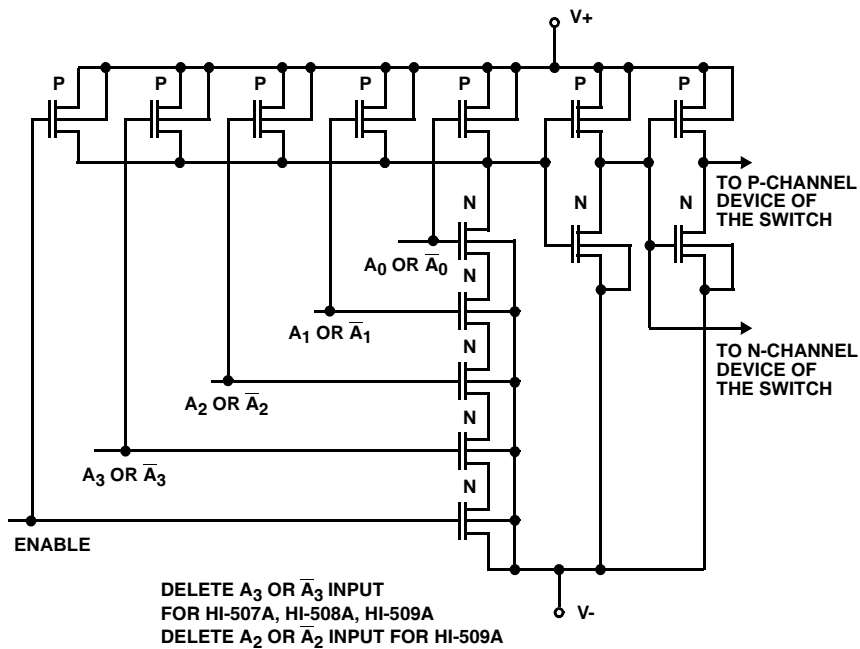 V+
P P P P P P P
TO P-CHANNEL
DEVICE OF
THE SWITCH
N N N
A0 OR A̅0
N
A1 OR A̅1
TO N-CHANNEL
DEVICE OF
THE SWITCH
N
A2 OR A̅2
N
A3 OR A̅3
N
ENABLE
DELETE A3 OR A̅3 INPUT
FOR HI-507A, HI-508A, HI-509A
DELETE A2 OR A̅2 INPUT FOR HI-509A
V-